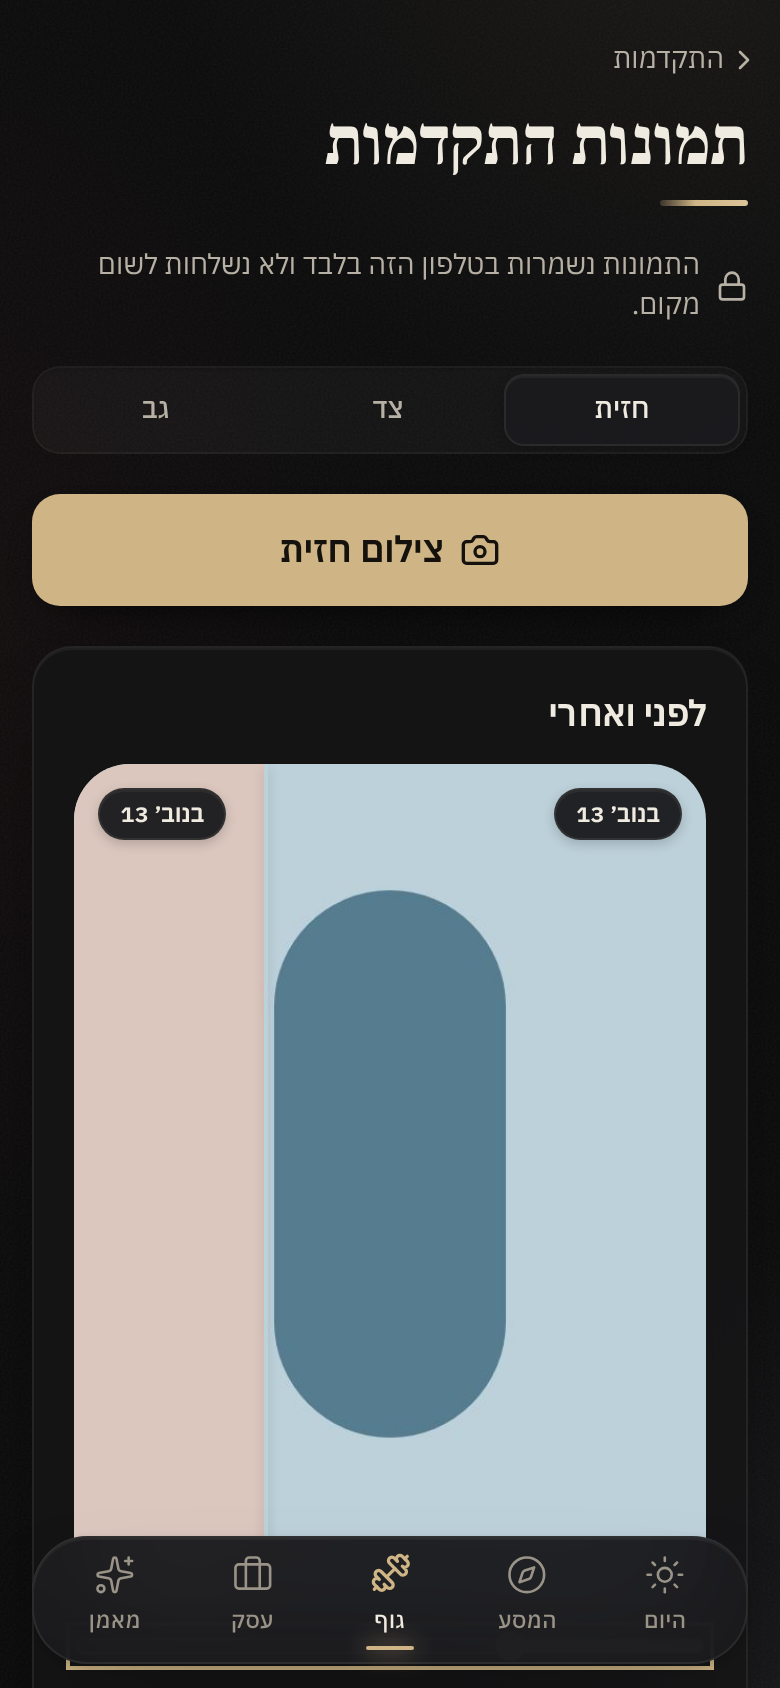 התקדמות
תמונות התקדמות
התמונות נשמרות בטלפון הזה בלבד ולא נשלחות לשום
מקום.
חזית
צד
גב
צילום חזית
לפני ואחרי
13 בנוב׳
13 בנוב׳
היום
המסע
גוף
עסק
מאמן